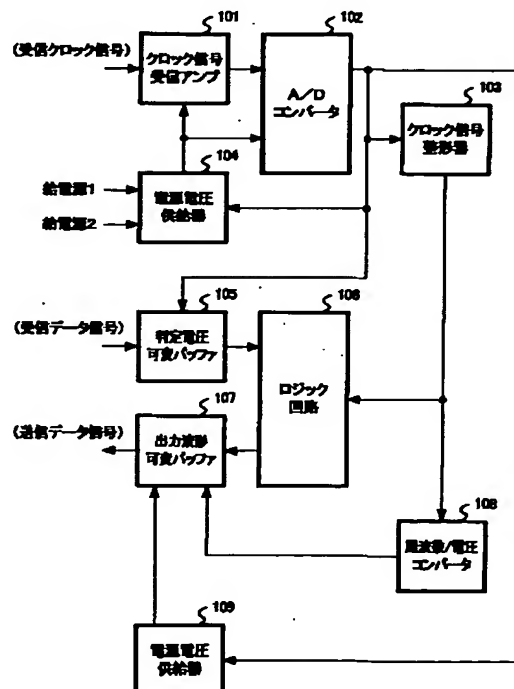 101
(受信クロック信号)
クロック信号
受信アンプ
102
A/D
コンバータ
103
クロック信号
整形器
104
給電源1
給電源2
電源電圧
供給器
105
(受信データ信号)
判定電圧
可変バッファ
106
ロジック
回路
107
(送信データ信号)
出力波形
可変バッファ
108
周波数/電圧
コンバータ
109
電源電圧
供給器